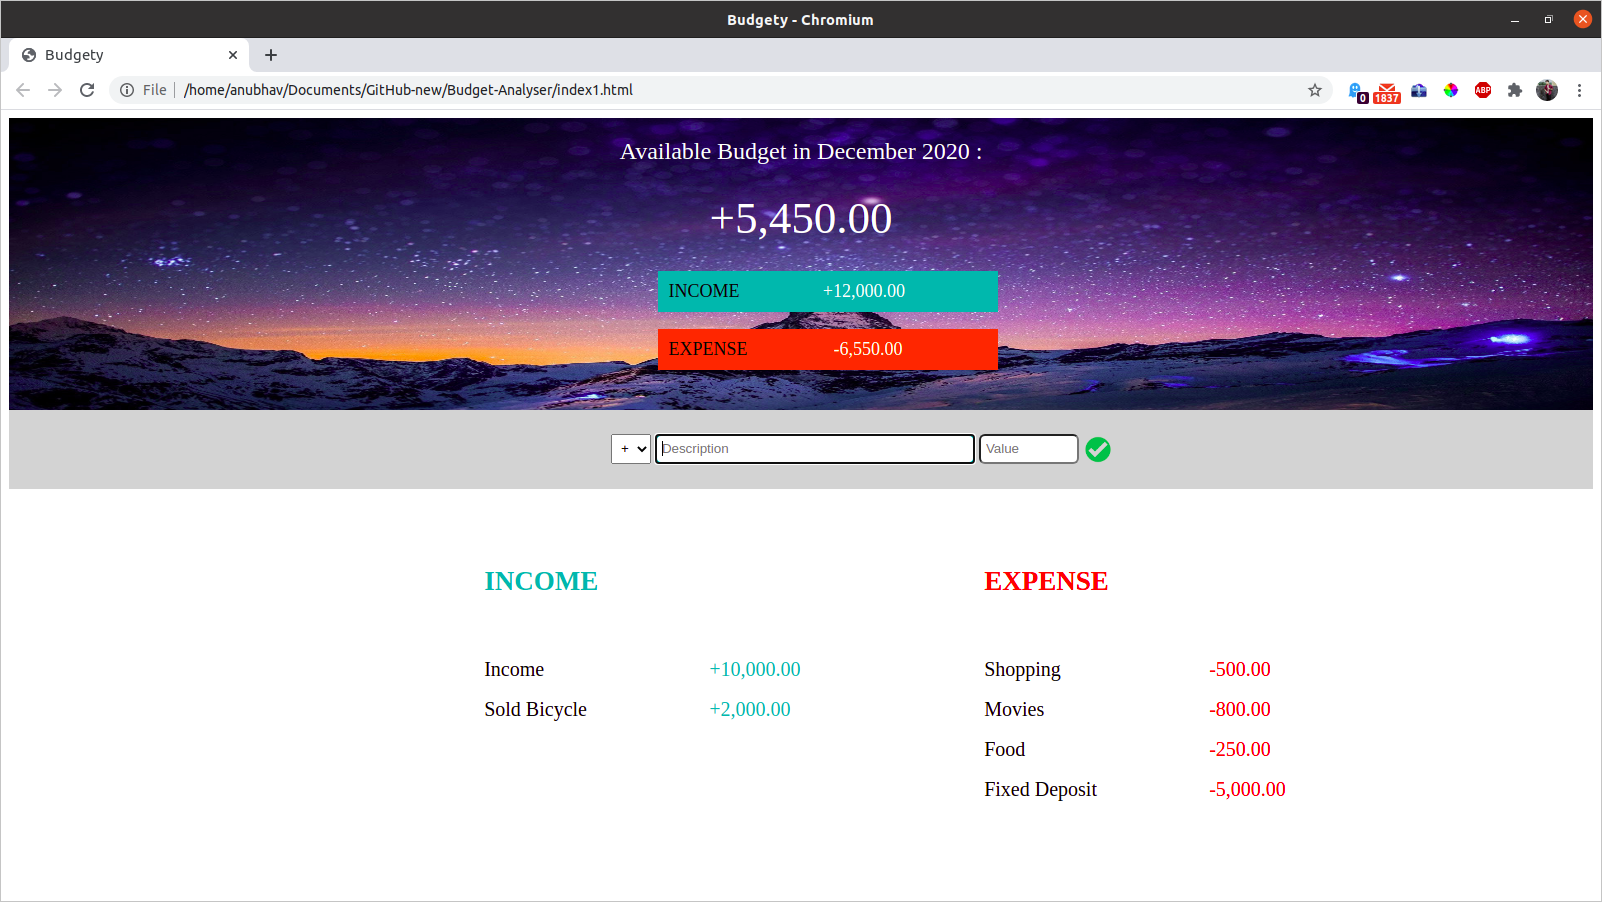 Budgety - Chromium
Budgety
File /home/anubhav/Documents/GitHub-new/Budget-Analyser/index1.html
0 1837 ABP
Available Budget in December 2020 :
+5,450.00
INCOME +12,000.00
EXPENSE -6,550.00
+ Description Value
INCOME EXPENSE
Income +10,000.00 Shopping -500.00
Sold Bicycle +2,000.00 Movies -800.00
Food -250.00
Fixed Deposit -5,000.00